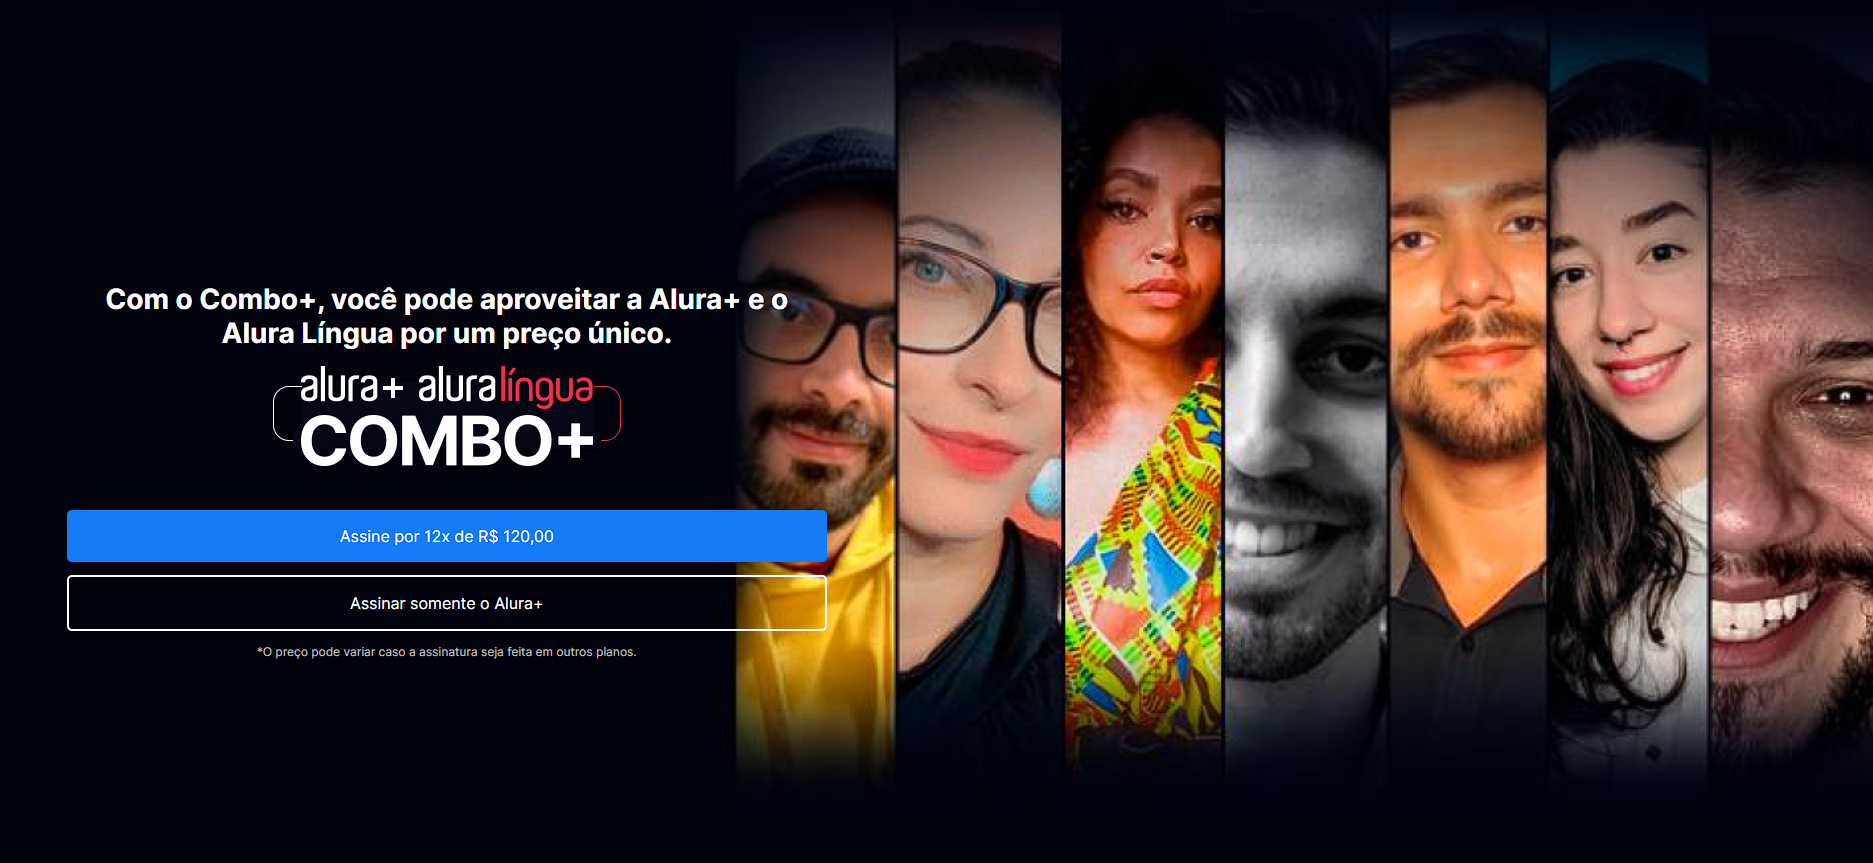 Com o Combo+, você pode aproveitar a Alura+ e o
Alura Língua por um preço único.
alura+ aluralíngua
COMBO+
Assine por 12x de R$ 120,00
Assinar somente o Alura+
*O preço pode variar caso a assinatura seja feita em outros planos.